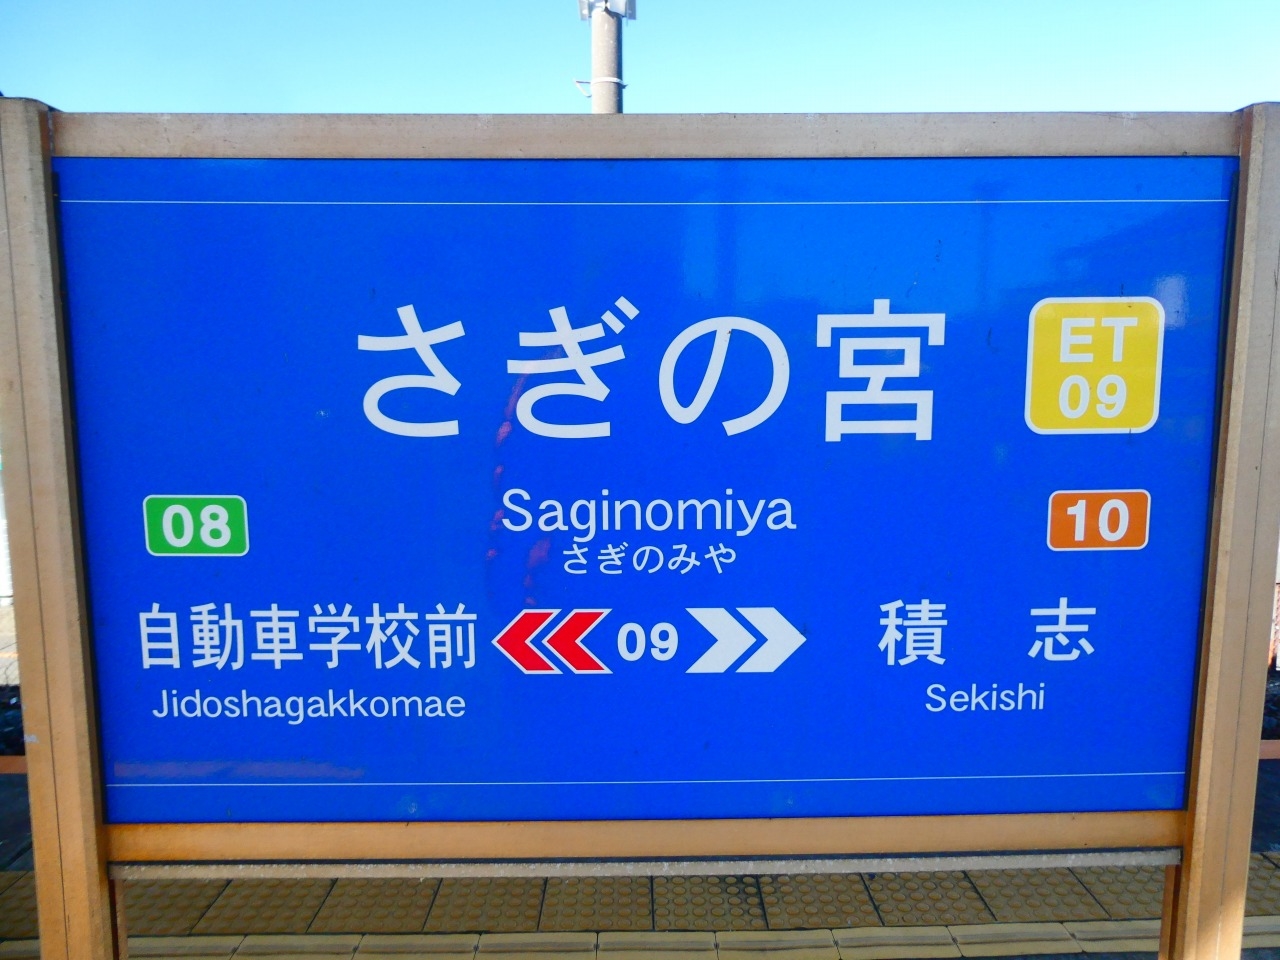 さぎの宮
ET
09
Saginomiya
さぎのみや
08
10
自動車学校前
09
積志
Jidoshagakkomae
Sekishi